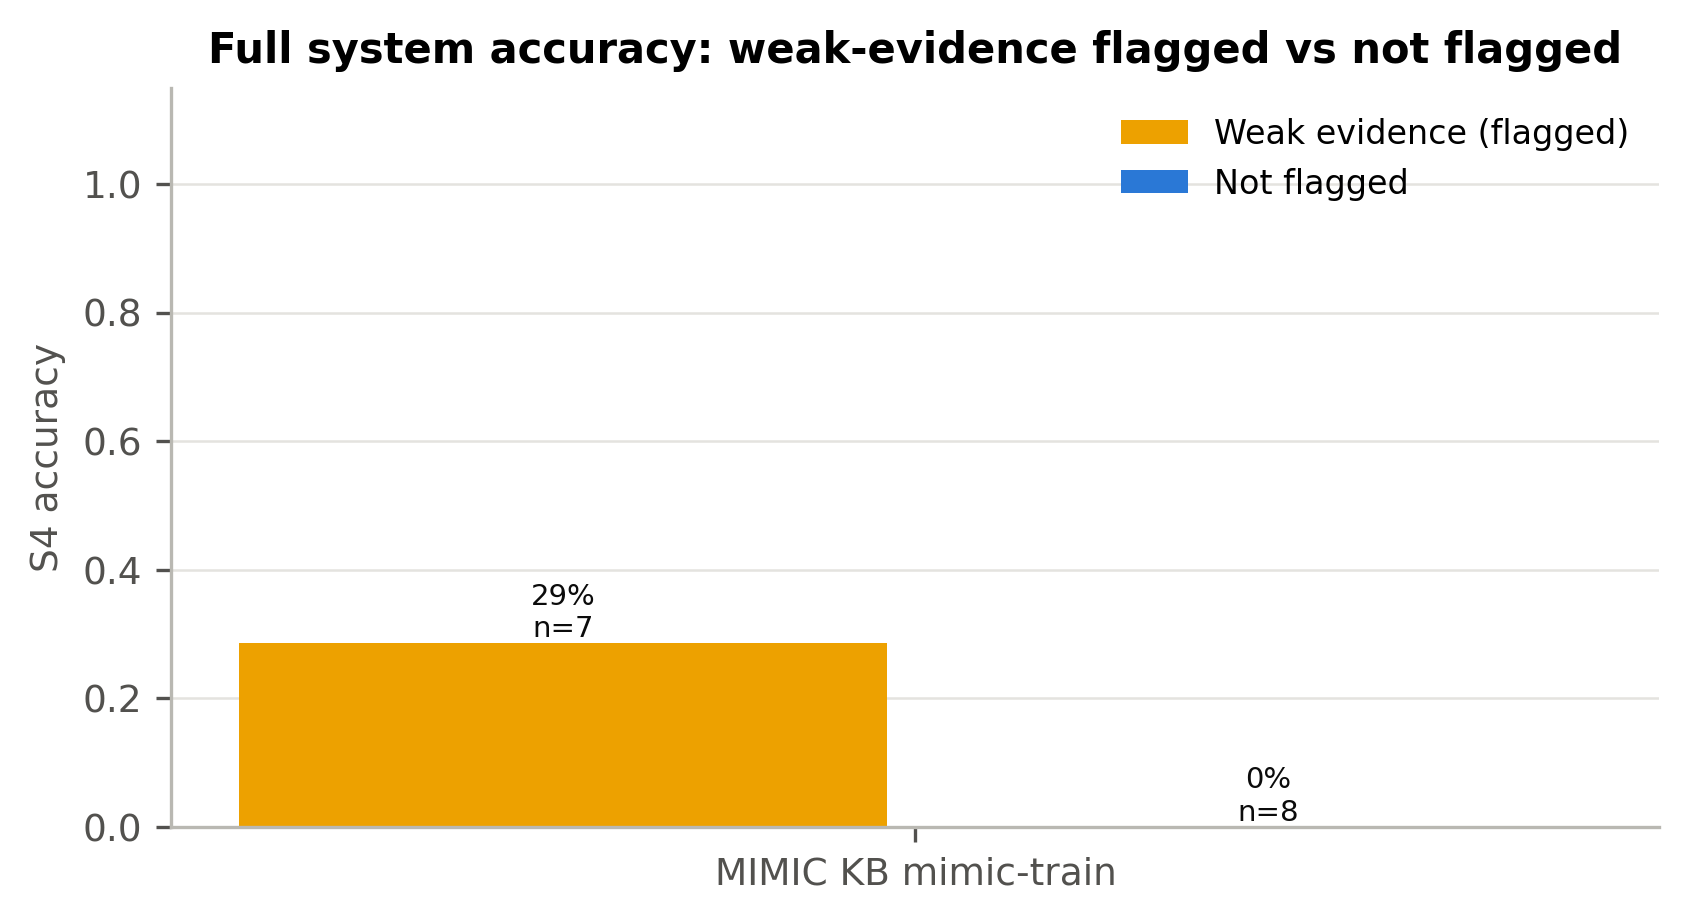 Full system accuracy: weak-evidence flagged vs not flagged
Weak evidence (flagged)
Not flagged
1.0
0.8
0.6
0.4
0.2
0.0
S4 accuracy
29%
n=7
0%
n=8
MIMIC KB mimic-train